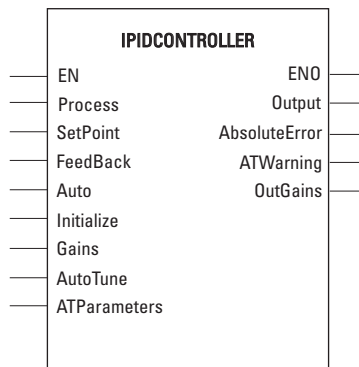 IPIDCONTROLLER
EN ENO
Process Output
SetPoint AbsoluteError
FeedBack ATWarning
Auto OutGains
Initialize
Gains
AutoTune
ATParameters